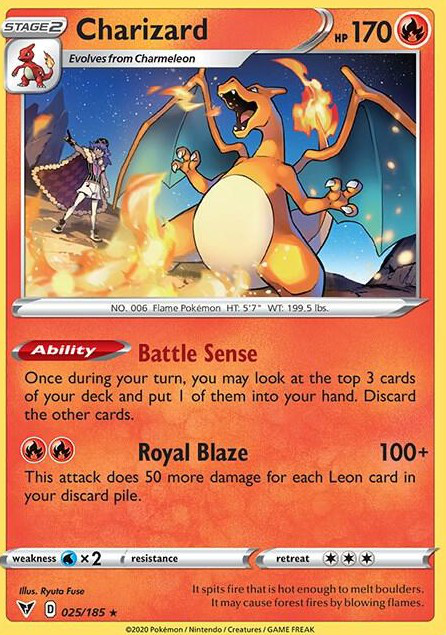 STAGE2 Charizard HP 170
Evolves from Charmeleon
NO. 006 Flame Pokémon HT: 5'7" WT: 199.5 lbs.
Ability Battle Sense
Once during your turn, you may look at the top 3 cards
of your deck and put 1 of them into your hand. Discard
the other cards.
Royal Blaze 100+
This attack does 50 more damage for each Leon card in
your discard pile.
weakness ×2 resistance retreat
Illus. Ryuta Fuse
It spits fire that is hot enough to melt boulders.
It may cause forest fires by blowing flames.
D 025/185 ★
©2020 Pokémon / Nintendo / Creatures / GAME FREAK